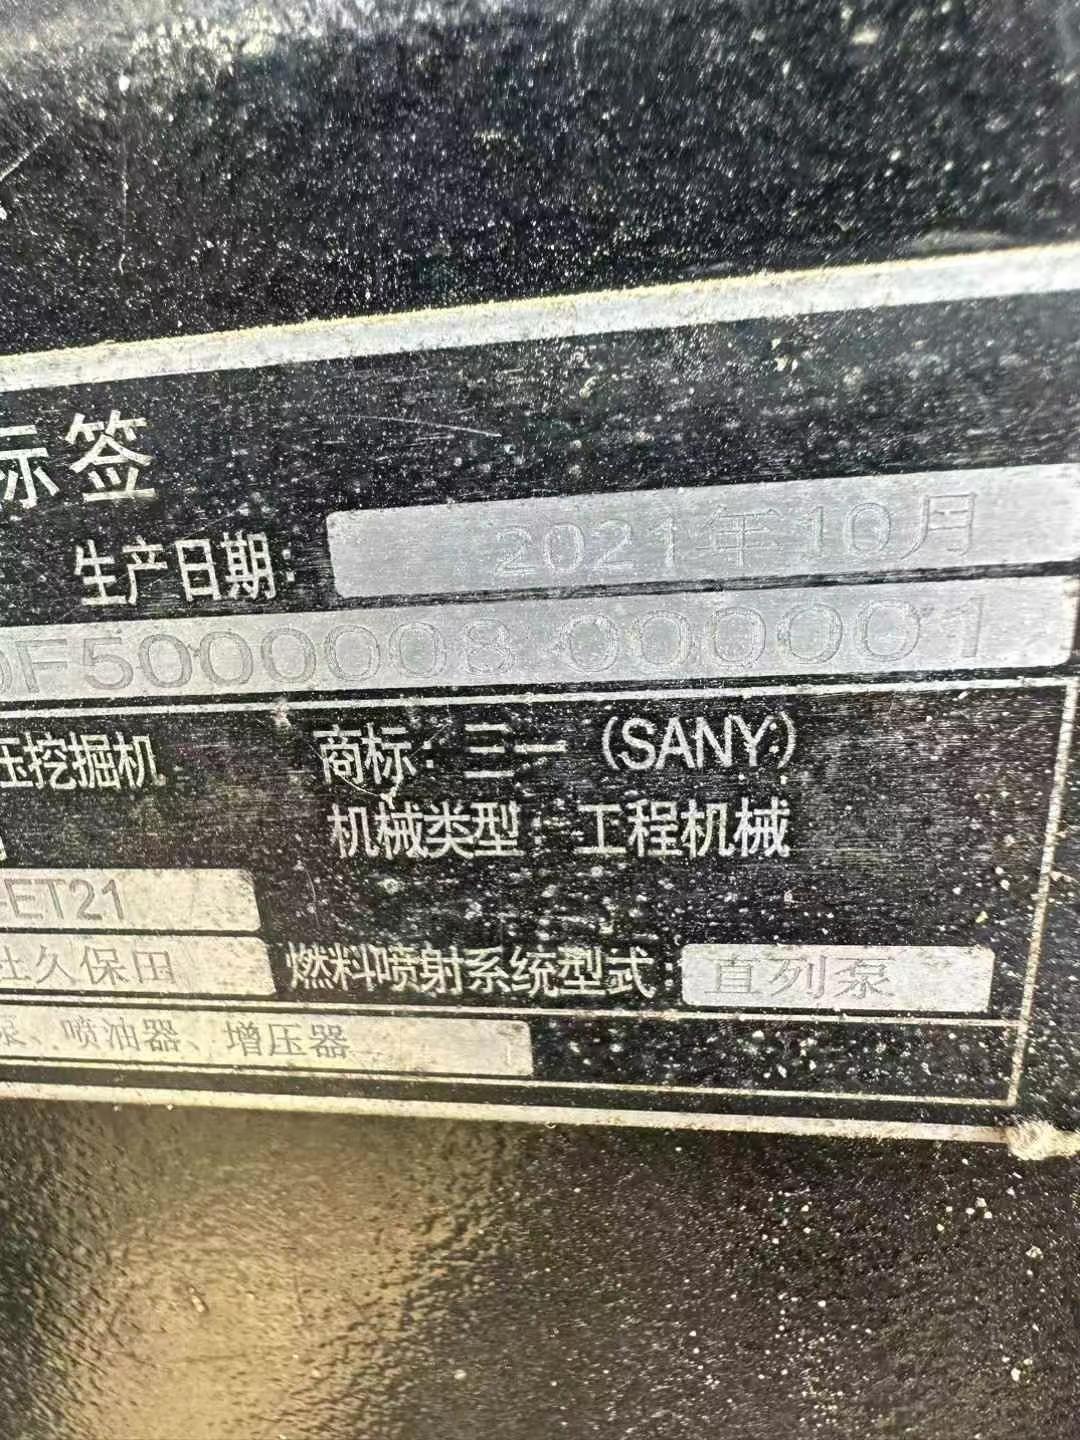 标签
生产日期: 2021年10月
F5000008 000001
压挖掘机 商标: 三一 (SANY)
机械类型: 工程机械
-ET21
久保田 燃料喷射系统型式: 直列泵
泵、喷油器、增压器